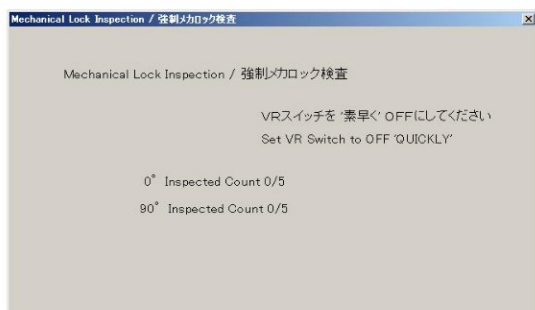 Mechanical Lock Inspection / 強制メカロック検査
Mechanical Lock Inspection / 強制メカロック検査
VRスイッチを '素早く' OFFにしてください
Set VR Switch to OFF 'QUICKLY'
0° Inspected Count 0/5
90° Inspected Count 0/5